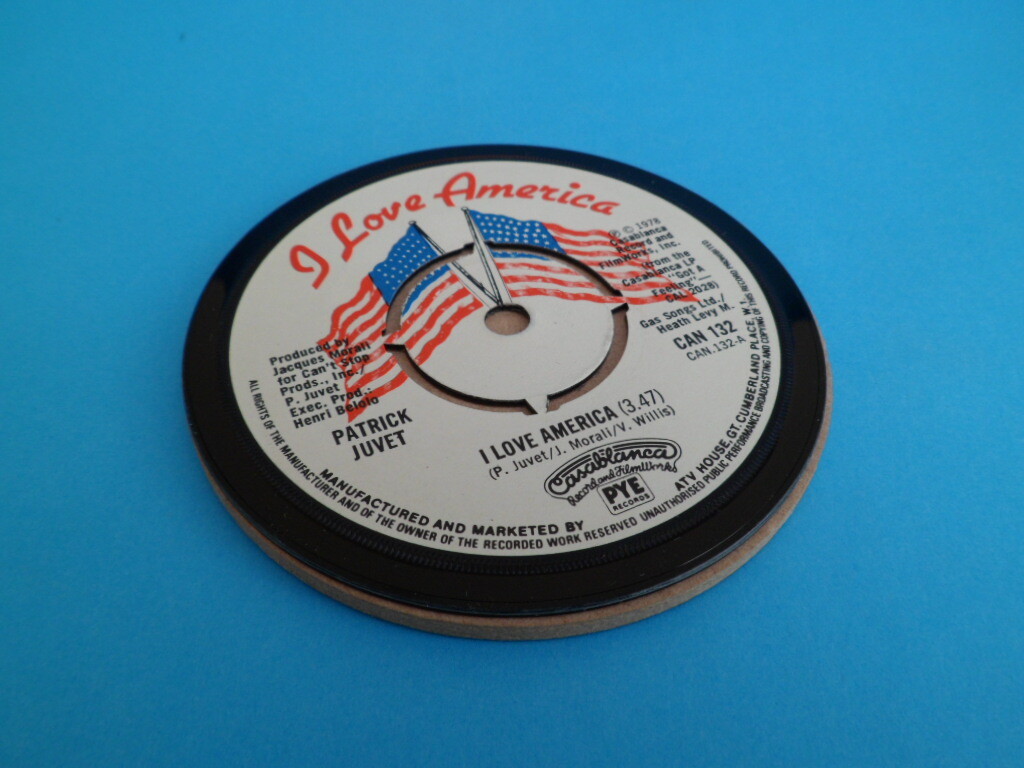 I Love America
℗ © 1978
Casablanca
Record and
FilmWorks, Inc.
(from the
Casablanca LP
"Got A
Feeling"—
CAL 2028)
Gas Songs Ltd./
Heath Levy M.
CAN 132
CAN.132-A
Produced by
Jacques Morali
for Can't Stop
Prods., Inc./
P. Juvet
Exec. Prod.:
Henri Belolo
PATRICK
JUVET
I LOVE AMERICA (3.47)
(P. Juvet/J. Morali/V. Willis)
Casablanca
Record and FilmWorks
PYE
RECORDS
MANUFACTURED AND MARKETED BY
ATV HOUSE, GT. CUMBERLAND PLACE, W.1.
ALL RIGHTS OF THE MANUFACTURER AND OF THE OWNER OF THE RECORDED WORK RESERVED UNAUTHORISED PUBLIC PERFORMANCE BROADCASTING AND COPYING OF THIS RECORD PROHIBITED